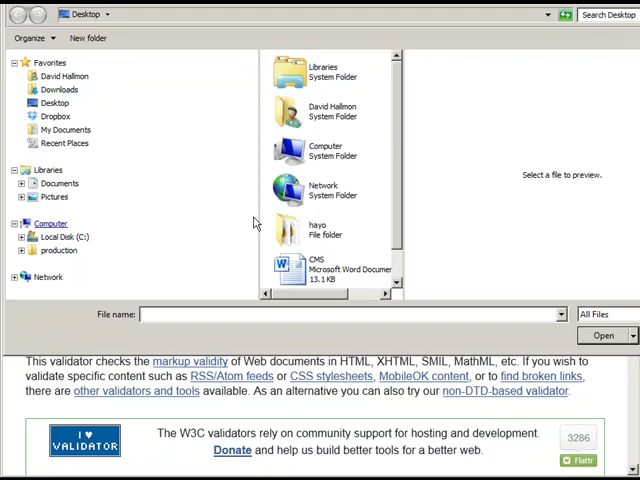 Desktop
Search Desktop
Organize
New folder
Favorites
David Hallmon
Downloads
Desktop
Dropbox
My Documents
Recent Places
Libraries
Documents
Pictures
Computer
Local Disk (C:)
production
Network
Libraries
System Folder
David Hallmon
System Folder
Computer
System Folder
Network
System Folder
hayo
File folder
CMS
Microsoft Word Documen
13.1 KB
Select a file to preview.
File name:
All Files
Open
This validator checks the markup validity of Web documents in HTML, XHTML, SMIL, MathML, etc. If you wish to
validate specific content such as RSS/Atom feeds or CSS stylesheets, MobileOK content, or to find broken links,
there are other validators and tools available. As an alternative you can also try our non-DTD-based validator.
I ♥
VALIDATOR
The W3C validators rely on community support for hosting and development.
Donate and help us build better tools for a better web.
3286
Flattr